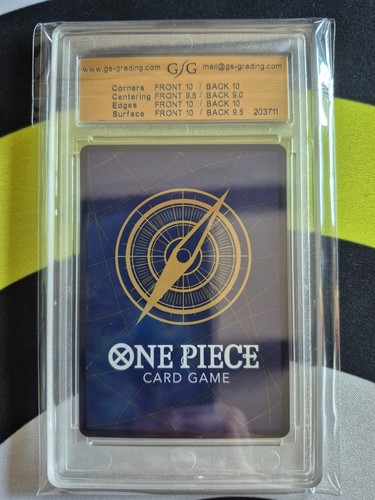 www.gs-grading.com GSG mail@gs-grading.com
Corners FRONT 10 / BACK 10
Centering FRONT 9.5 / BACK 9.0
Edges FRONT 10 / BACK 10
Surface FRONT 10 / BACK 9.5 203711
ONE PIECE
CARD GAME